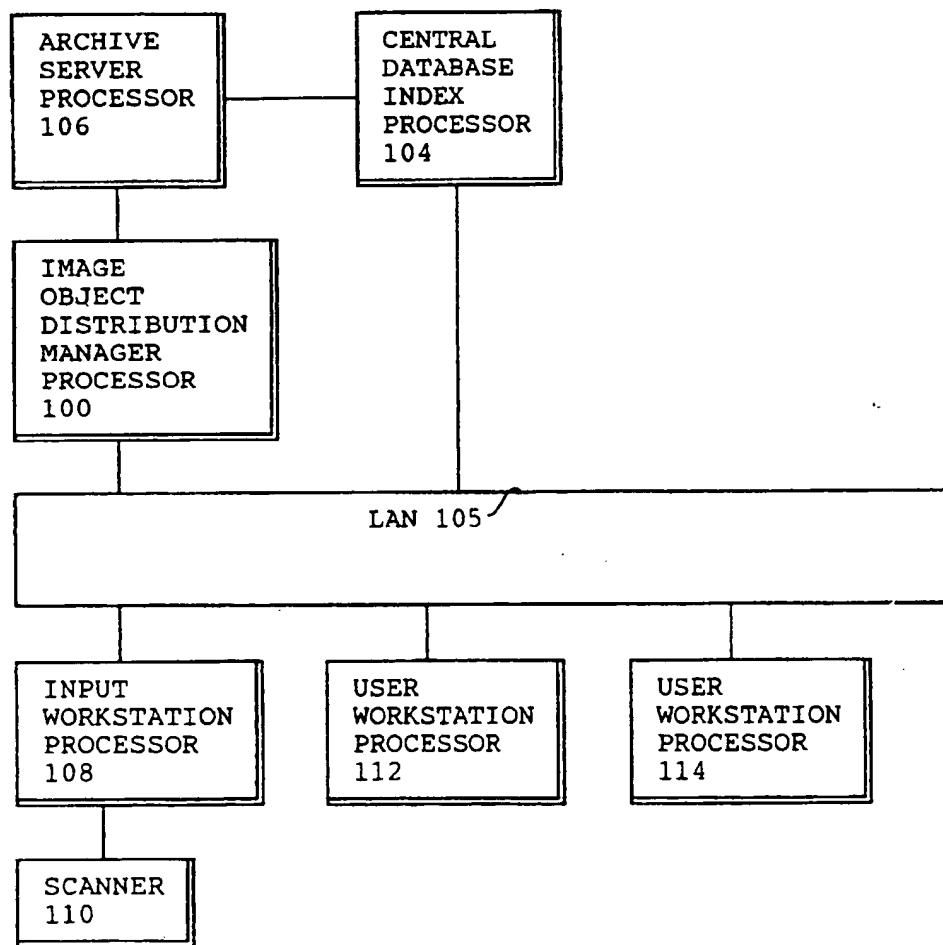 ARCHIVE
SERVER
PROCESSOR
106
CENTRAL
DATABASE
INDEX
PROCESSOR
104
IMAGE
OBJECT
DISTRIBUTION
MANAGER
PROCESSOR
100
LAN 105
INPUT
WORKSTATION
PROCESSOR
108
USER
WORKSTATION
PROCESSOR
112
USER
WORKSTATION
PROCESSOR
114
SCANNER
110